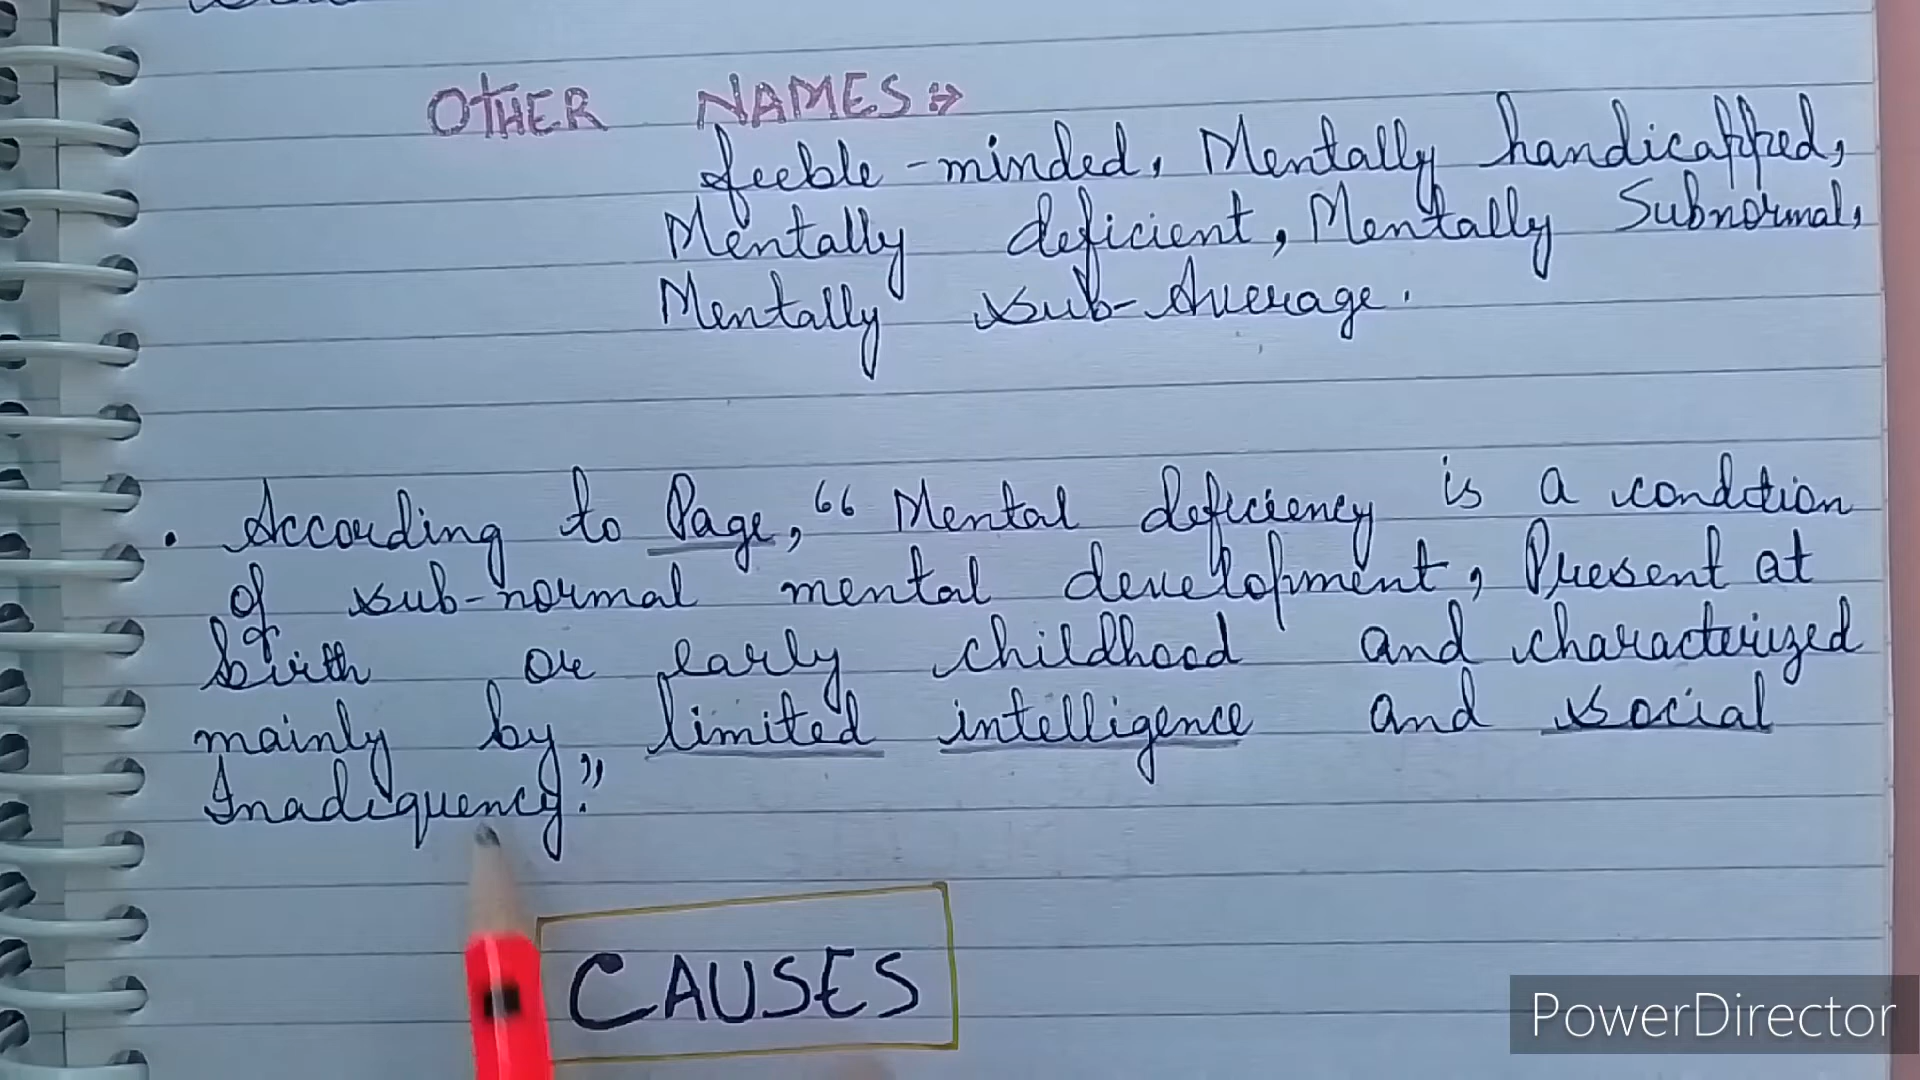 OTHER NAMES:→
feeble-minded, Mentally handicapped,
Mentally deficient, Mentally Subnormal,
Mentally sub-Average.
• According to Page, "Mental deficiency is a condition
of sub-normal mental development, Present at
birth or early childhood and characterized
mainly by, limited intelligence and social
Inadequency."
CAUSES
PowerDirector